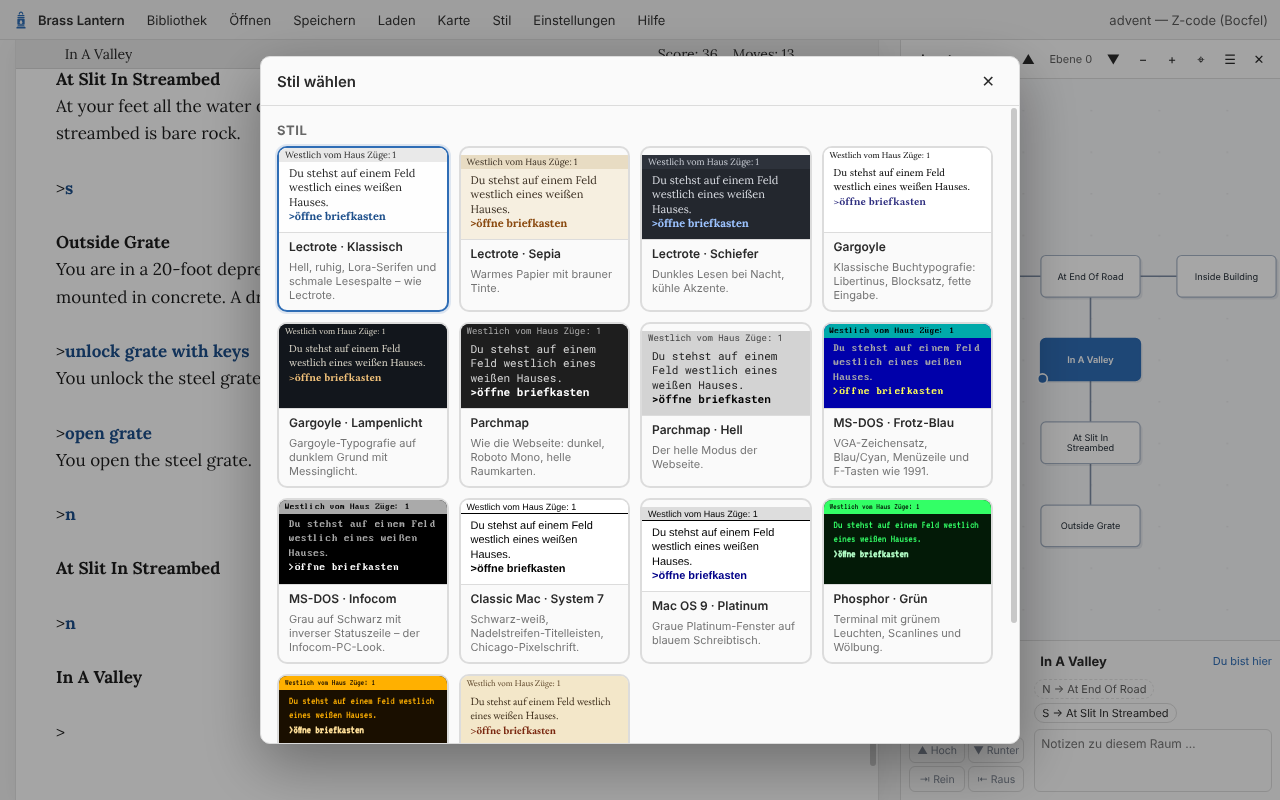 Brass Lantern Bibliothek Öffnen Speichern Laden Karte Stil Einstellungen Hilfe advent — Z-code (Bocfel)
In A Valley Score: 36 Moves: 13
At Slit In Streambed
At your feet all the water
streambed is bare rock.
>s
Outside Grate
You are in a 20-foot
mounted in concrete. A
>unlock grate with keys
You unlock the steel grate
>open grate
You open the steel grate.
>n
At Slit In Streambed
>n
In A Valley
>
Stil wählen ✕
STIL
Westlich vom Haus Züge: 1
Du stehst auf einem Feld
westlich eines weißen
Hauses.
>öffne briefkasten
Lectrote · Klassisch
Hell, ruhig, Lora-Serifen und
schmale Lesespalte – wie
Lectrote.
Westlich vom Haus Züge: 1
Du stehst auf einem Feld
westlich eines weißen
Hauses.
>öffne briefkasten
Lectrote · Sepia
Warmes Papier mit brauner
Tinte.
Westlich vom Haus Züge: 1
Du stehst auf einem Feld
westlich eines weißen
Hauses.
>öffne briefkasten
Lectrote · Schiefer
Dunkles Lesen bei Nacht,
kühle Akzente.
Westlich vom Haus Züge: 1
Du stehst auf einem Feld
westlich eines weißen Hauses.
>öffne briefkasten
Gargoyle
Klassische Buchtypografie:
Libertinus, Blocksatz, fette
Eingabe.
Westlich vom Haus Züge: 1
Du stehst auf einem Feld
westlich eines weißen Hauses.
>öffne briefkasten
Gargoyle · Lampenlicht
Gargoyle-Typografie auf
dunklem Grund mit
Messinglicht.
Westlich vom Haus Züge: 1
Du stehst auf einem
Feld westlich eines
weißen Hauses.
>öffne briefkasten
Parchmap
Wie die Webseite: dunkel,
Roboto Mono, helle
Raumkarten.
Westlich vom Haus Züge: 1
Du stehst auf einem
Feld westlich eines
weißen Hauses.
>öffne briefkasten
Parchmap · Hell
Der helle Modus der
Webseite.
Westlich vom Haus Züge: 1
Du stehst auf einem Feld
westlich eines weißen
Hauses.
>öffne briefkasten
MS-DOS · Frotz-Blau
VGA-Zeichensatz,
Blau/Cyan, Menüzeile und
F-Tasten wie 1991.
Westlich vom Haus Züge: 1
Du stehst auf einem Feld
westlich eines weißen
Hauses.
>öffne briefkasten
MS-DOS · Infocom
Grau auf Schwarz mit
inverser Statuszeile – der
Infocom-PC-Look.
Westlich vom Haus Züge: 1
Du stehst auf einem Feld
westlich eines weißen
Hauses.
>öffne briefkasten
Classic Mac · System 7
Schwarz-weiß,
Nadelstreifen-Titelleisten,
Chicago-Pixelschrift.
Westlich vom Haus Züge: 1
Du stehst auf einem Feld
westlich eines weißen
Hauses.
>öffne briefkasten
Mac OS 9 · Platinum
Graue Platinum-Fenster auf
blauem Schreibtisch.
Westlich vom Haus Züge: 1
Du stehst auf einem Feld westlich
eines weißen Hauses.
>öffne briefkasten
Phosphor · Grün
Terminal mit grünem
Leuchten, Scanlines und
Wölbung.
Westlich vom Haus Züge: 1
Du stehst auf einem Feld westlich
eines weißen Hauses.
>öffne briefkasten
Westlich vom Haus Züge: 1
Du stehst auf einem Feld westlich
eines weißen Hauses.
>öffne briefkasten
▲ Ebene 0 ▼ − + ⌖ ☰ ✕
At End Of Road
Inside Building
In A Valley
At Slit In
Streambed
Outside Grate
In A Valley Du bist hier
N → At End Of Road
S → At Slit In Streambed
Notizen zu diesem Raum ...
▲ Hoch ▼ Runter
⇥ Rein ⇤ Raus